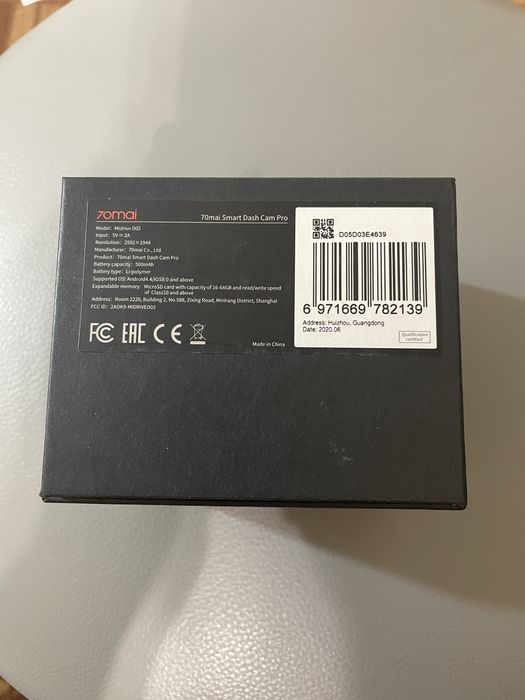 70mai
70mai Smart Dash Cam Pro
Model: Midrive D02
Input: 5V⎓2A
Resolution: 2592×1944
Manufacturer: 70mai Co., Ltd.
Product: 70mai Smart Dash Cam Pro
Battery capacity: 500mAh
Battery type: Li-polymer
Supported OS: Android4.4/iOS8.0 and above
Expandable memory: MicroSD card with capacity of 16-64GB and read/write speed
of Class10 and above
Address: Room 2220, Building 2, No.588, Zixing Road, Minhang District, Shanghai
FCC ID: 2AOK9-MIDRIVED02
FC EAC CE
Made in China
D05D03E4639
6 971669 782139
Address: Huizhou, Guangdong
Date: 2020.06
Qualification
certified